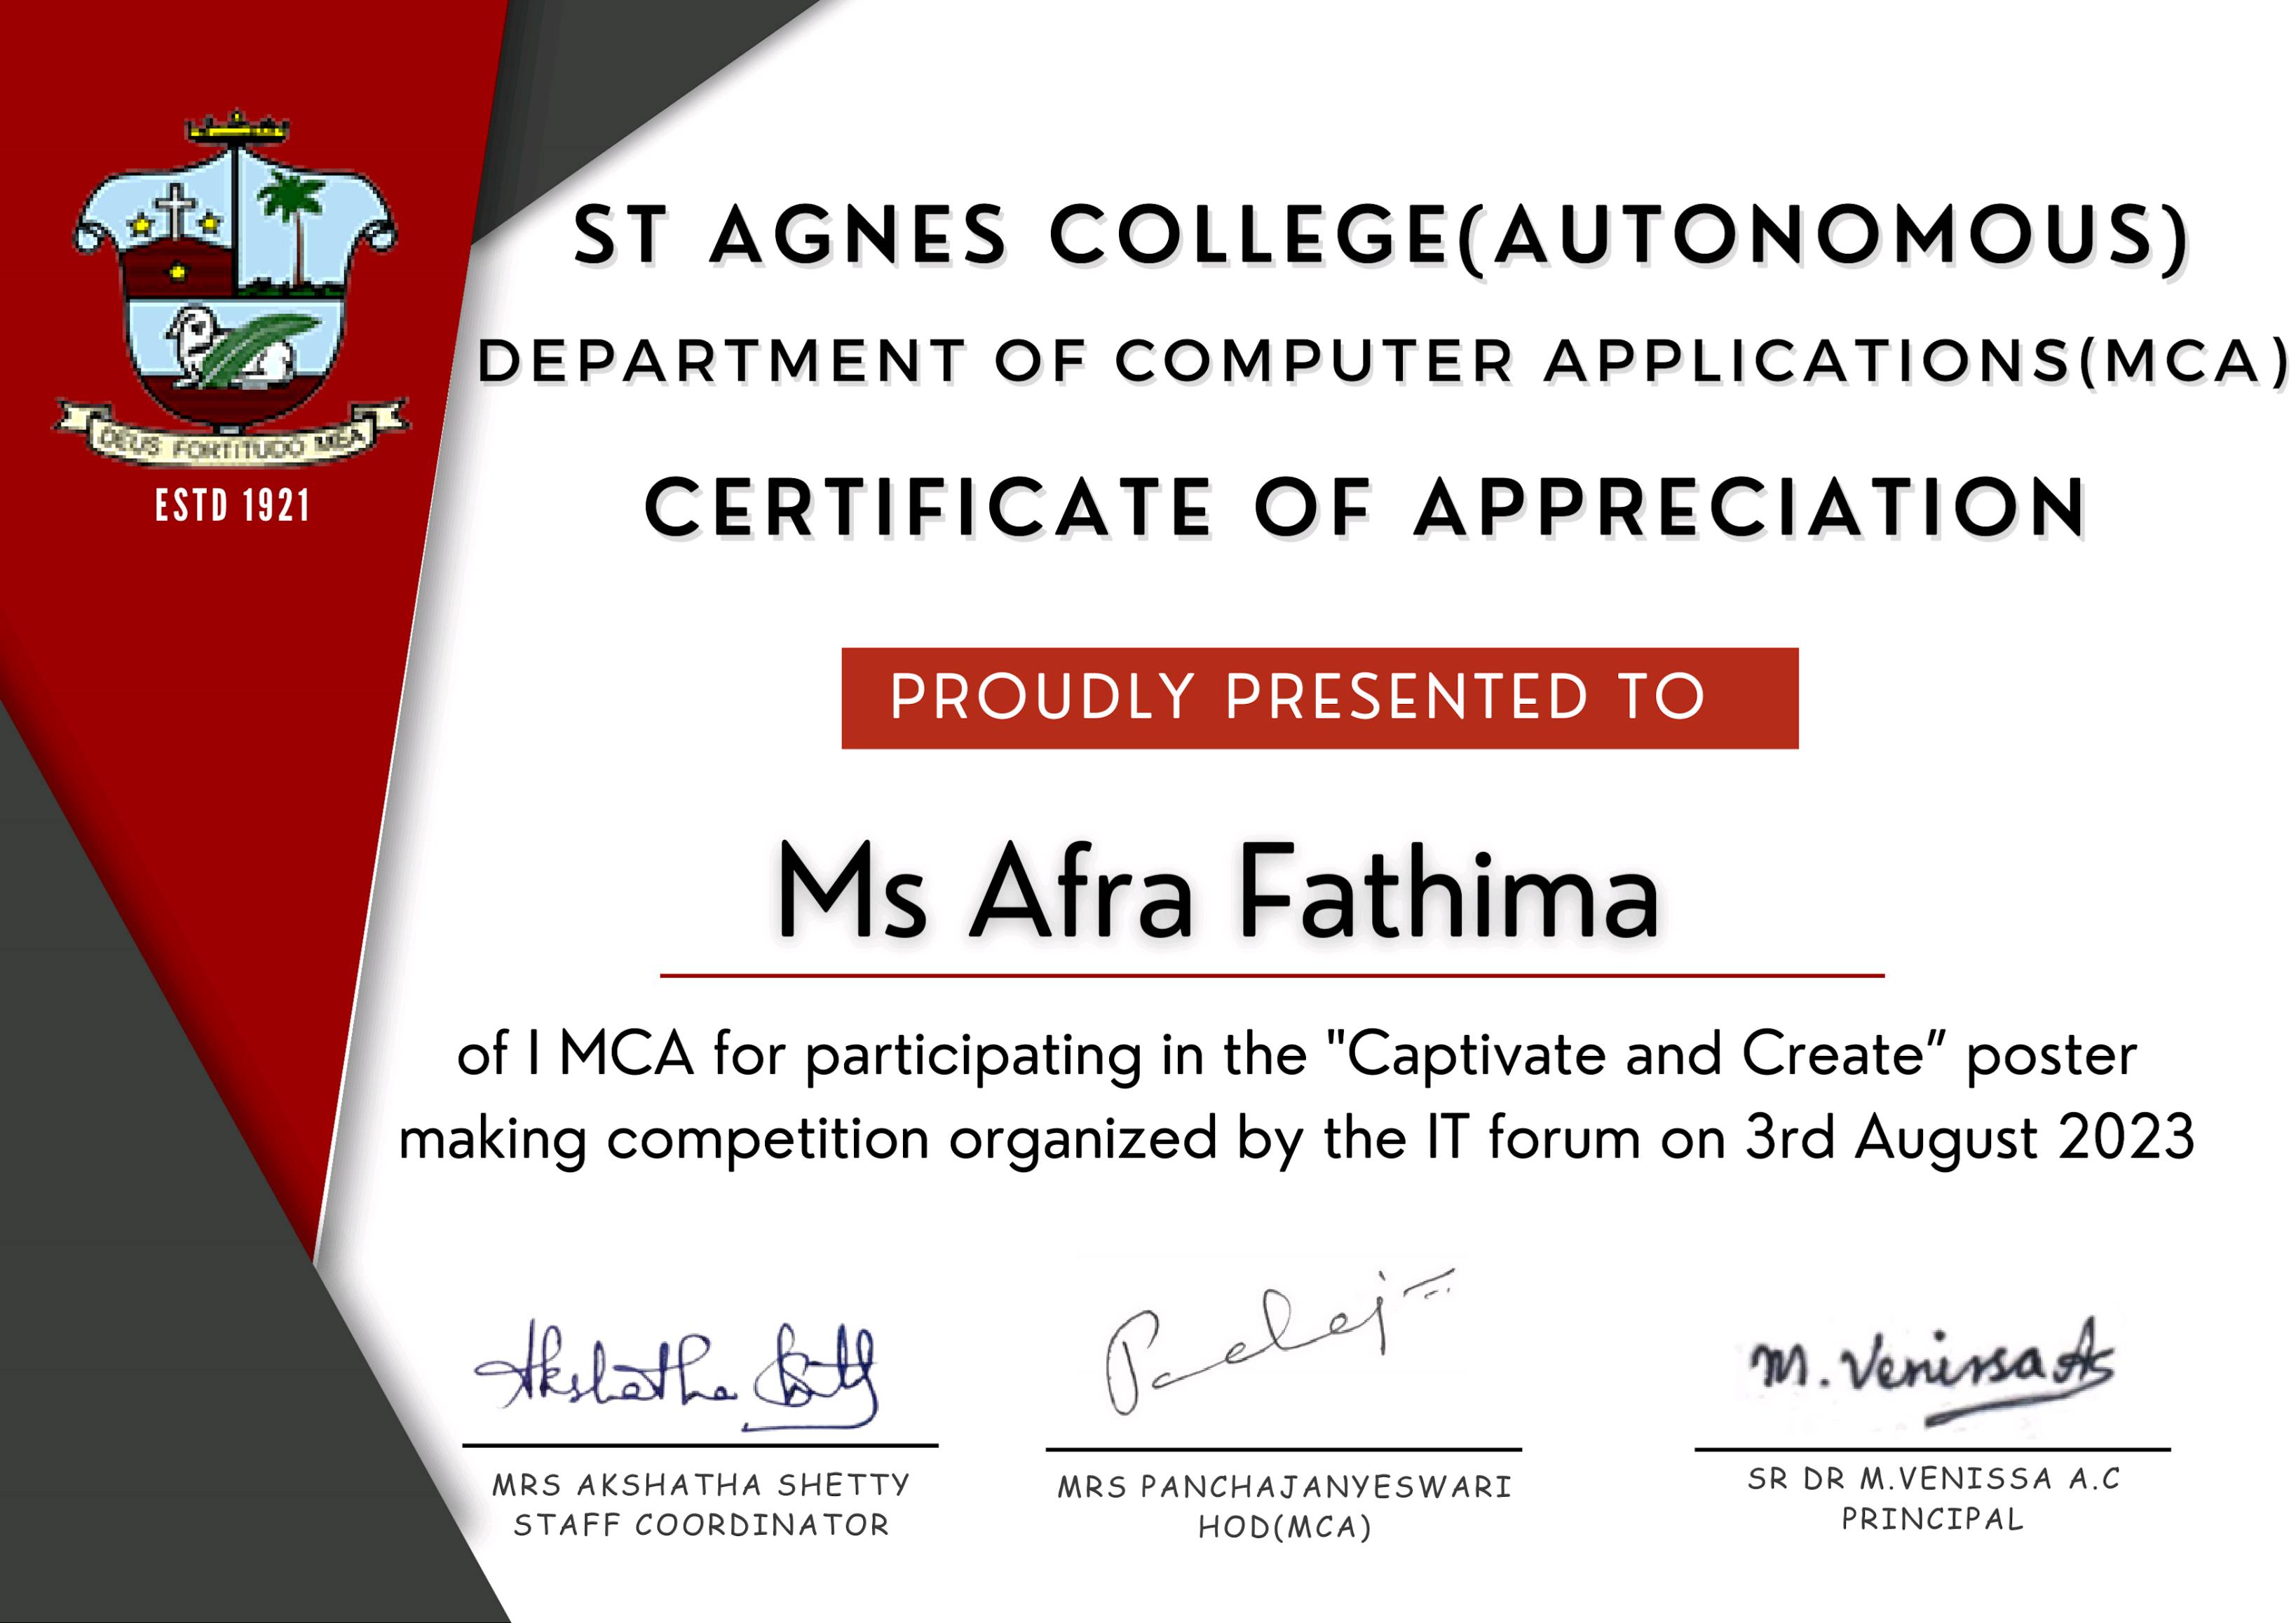 ST AGNES COLLEGE(AUTONOMOUS)
DEPARTMENT OF COMPUTER APPLICATIONS(MCA)
DEUS FORTITUDO MEA
ESTD 1921
CERTIFICATE OF APPRECIATION
PROUDLY PRESENTED TO
Ms Afra Fathima
of I MCA for participating in the "Captivate and Create” poster
making competition organized by the IT forum on 3rd August 2023
Akshatha Shetty
M. Venissa A.C
MRS AKSHATHA SHETTY
STAFF COORDINATOR
MRS PANCHAJANYESWARI
HOD(MCA)
SR DR M.VENISSA A.C
PRINCIPAL